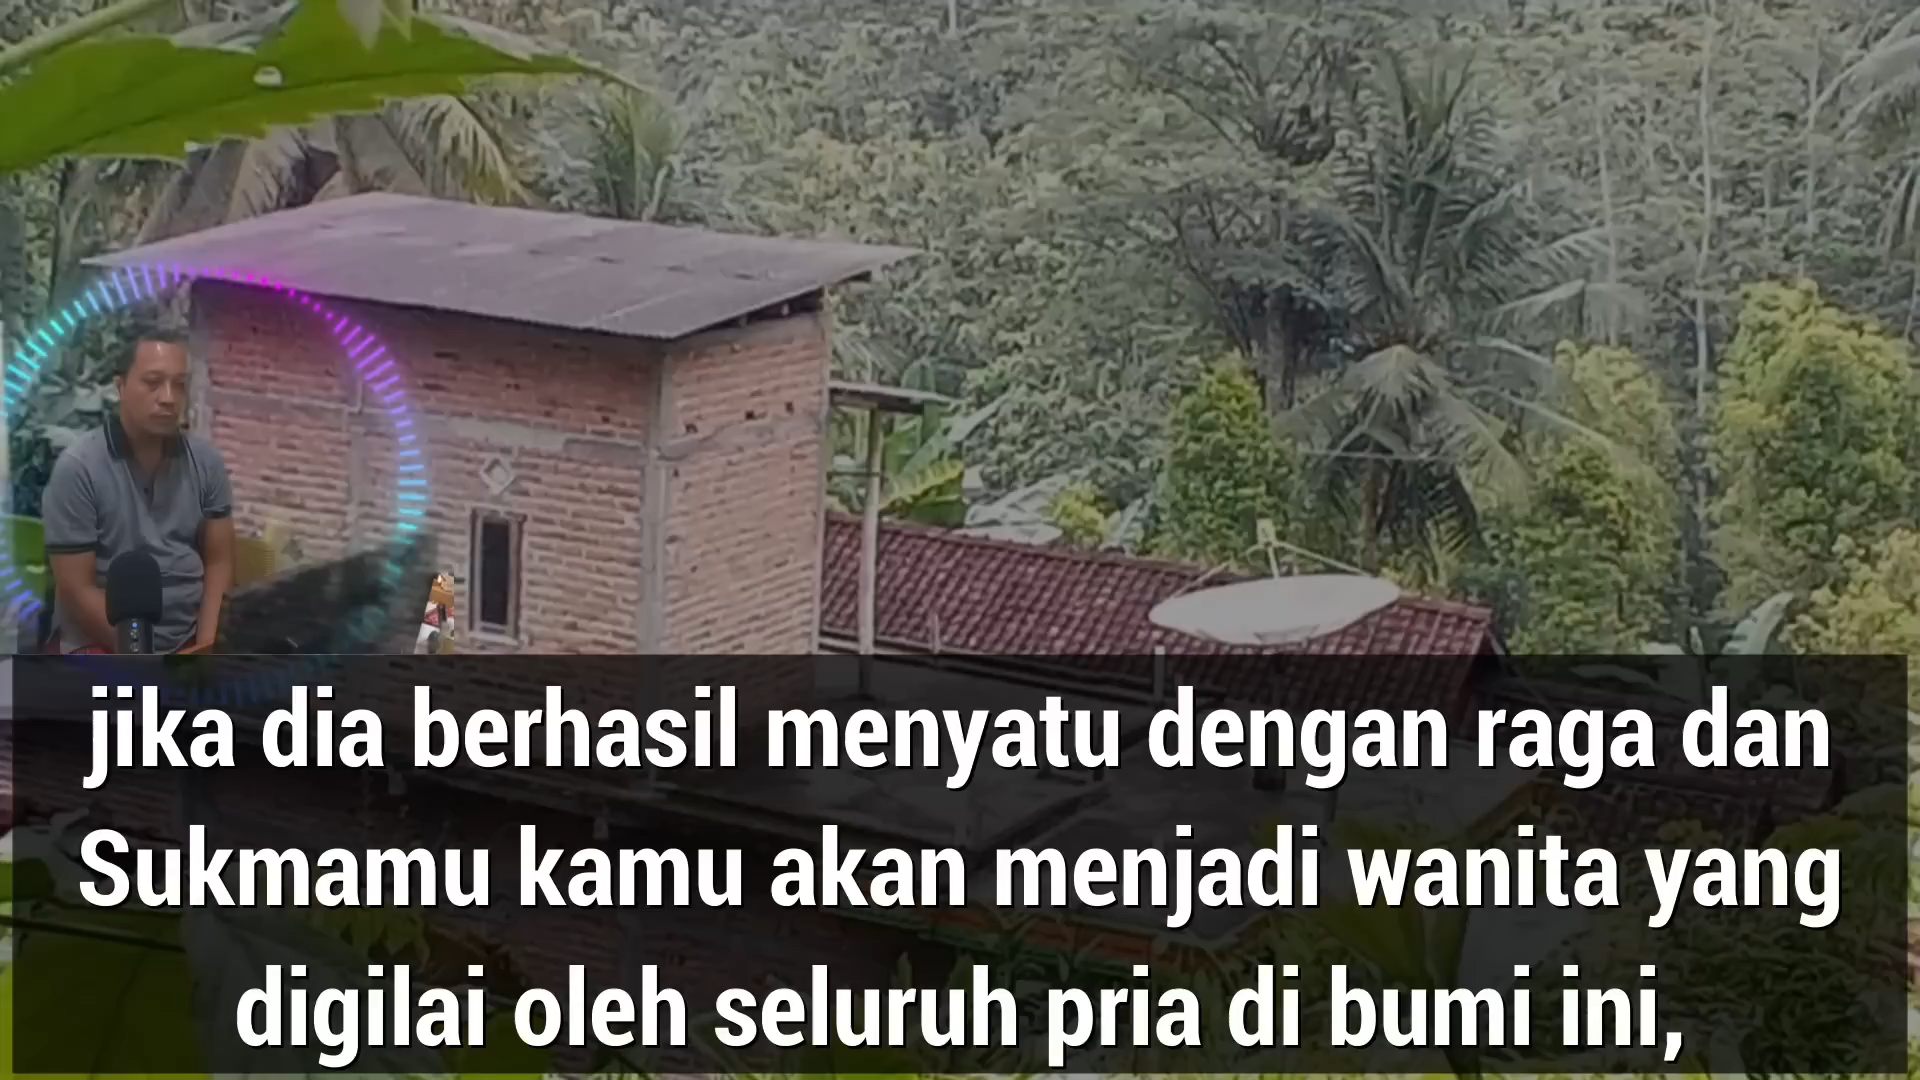 jika dia berhasil menyatu dengan raga dan
Sukmamu kamu akan menjadi wanita yang
digilai oleh seluruh pria di bumi ini,